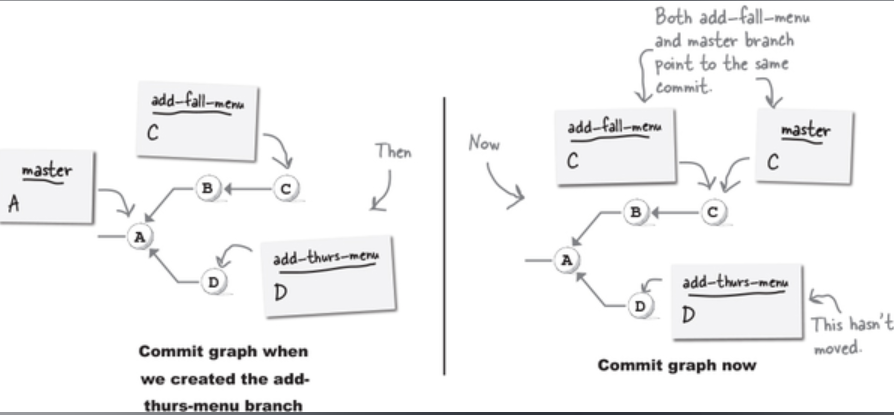 add-fall-menu
C
master
A
Then
B
C
A
D
add-thurs-menu
D
Commit graph when
we created the add-
thurs-menu branch
Both add-fall-menu
and master branch
point to the same
commit.
Now
add-fall-menu
C
master
C
B
C
A
D
add-thurs-menu
D
This hasn't
moved.
Commit graph now